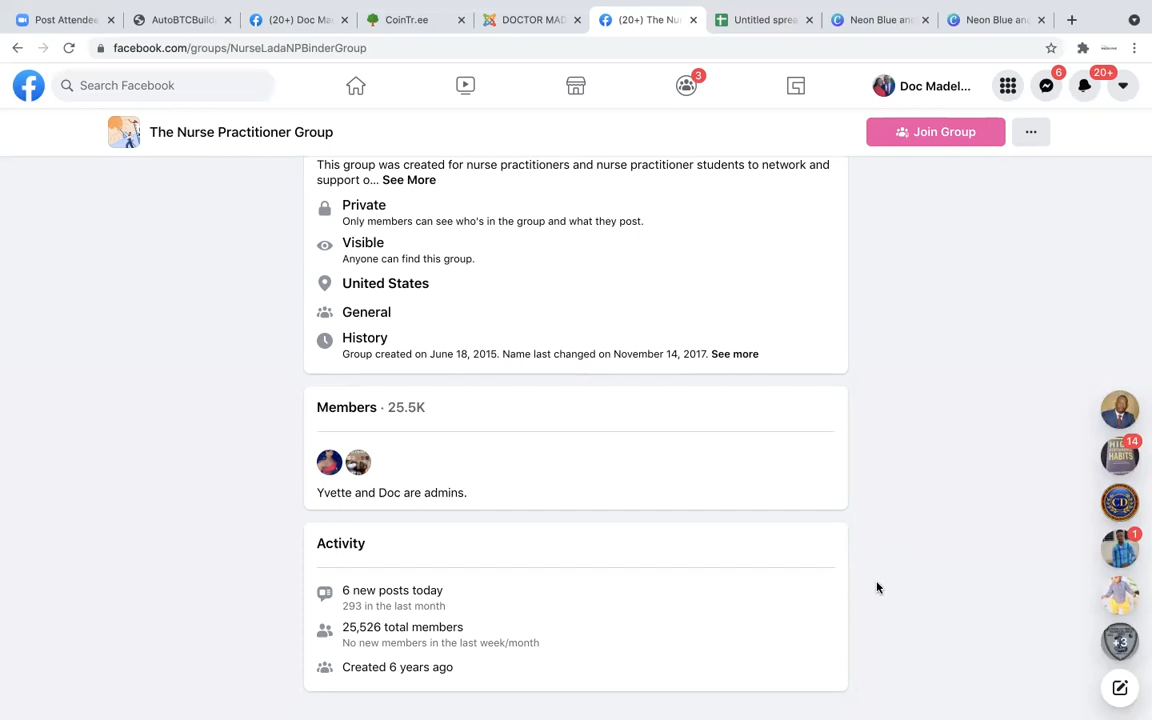 Post Attendee
AutoBTCBuild
(20+) Doc Ma
CoinTr.ee
DOCTOR MAD
(20+) The Nu
Untitled spre
Neon Blue an
Neon Blue an
facebook.com/groups/NurseLadaNPBinderGroup
Search Facebook
3
Doc Madel...
6
20+
The Nurse Practitioner Group
Join Group
This group was created for nurse practitioners and nurse practitioner students to network and
support o... See More
Private
Only members can see who's in the group and what they post.
Visible
Anyone can find this group.
United States
General
History
Group created on June 18, 2015. Name last changed on November 14, 2017. See more
Members · 25.5K
Yvette and Doc are admins.
Activity
6 new posts today
293 in the last month
25,526 total members
No new members in the last week/month
Created 6 years ago
14
HABITS
CD
1
+3